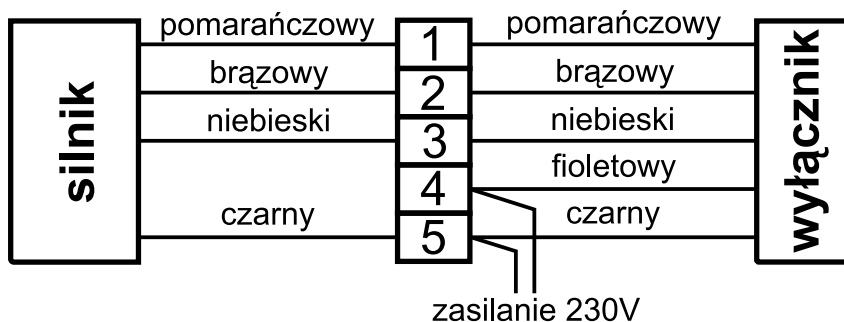 silnik
pomarańczowy
brązowy
niebieski
czarny
1
2
3
4
5
pomarańczowy
brązowy
niebieski
fioletowy
czarny
wyłącznik
zasilanie 230V